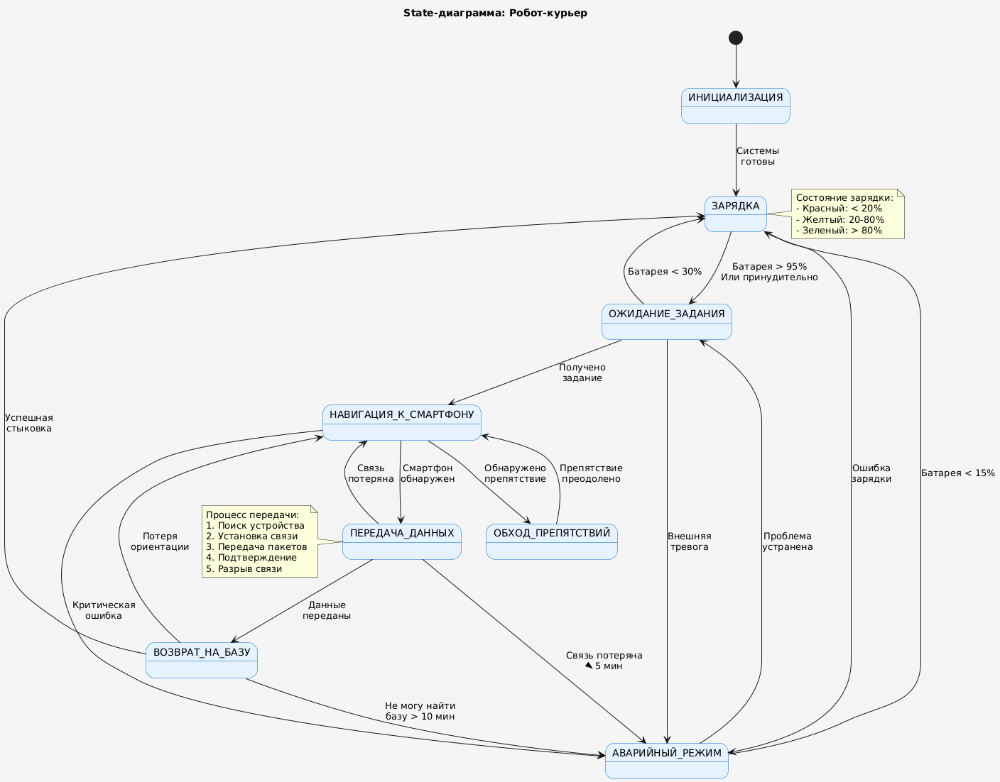 State-диаграмма: Робот-курьер
ИНИЦИАЛИЗАЦИЯ
Системы
готовы
ЗАРЯДКА
Состояние зарядки:
- Красный: < 20%
- Желтый: 20-80%
- Зеленый: > 80%
Батарея < 30%
Батарея > 95%
Или принудительно
ОЖИДАНИЕ_ЗАДАНИЯ
Получено
задание
НАВИГАЦИЯ_К_СМАРТФОНУ
Успешная
стыковка
Связь
потеряна
Смартфон
обнаружен
Обнаружено
препятствие
Препятствие
преодолено
Ошибка
зарядки
Батарея < 15%
Процесс передачи:
1. Поиск устройства
2. Установка связи
3. Передача пакетов
4. Подтверждение
5. Разрыв связи
ПЕРЕДАЧА_ДАННЫХ
ОБХОД_ПРЕПЯТСТВИЙ
Потеря
ориентации
Внешняя
тревога
Проблема
устранена
Критическая
ошибка
Данные
переданы
ВОЗВРАТ_НА_БАЗУ
Связь потеряна
5 мин
Не могу найти
базу > 10 мин
АВАРИЙНЫЙ_РЕЖИМ